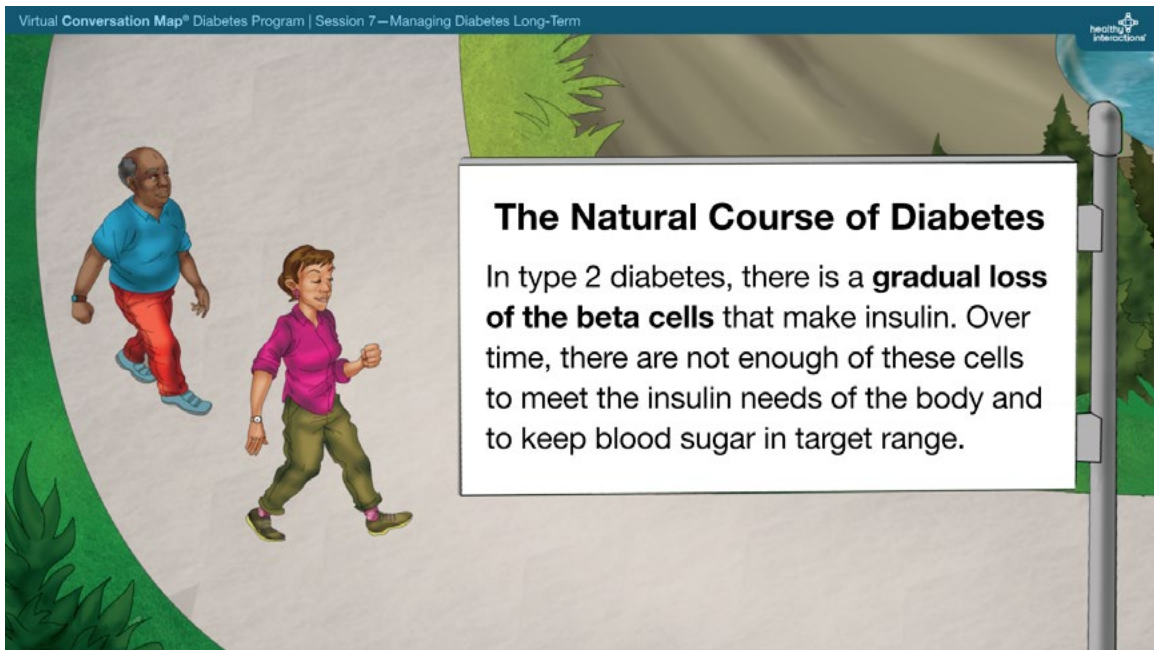 Virtual Conversation Map® Diabetes Program | Session 7—Managing Diabetes Long-Term
healthy
interactions®
The Natural Course of Diabetes
In type 2 diabetes, there is a gradual loss
of the beta cells that make insulin. Over
time, there are not enough of these cells
to meet the insulin needs of the body and
to keep blood sugar in target range.